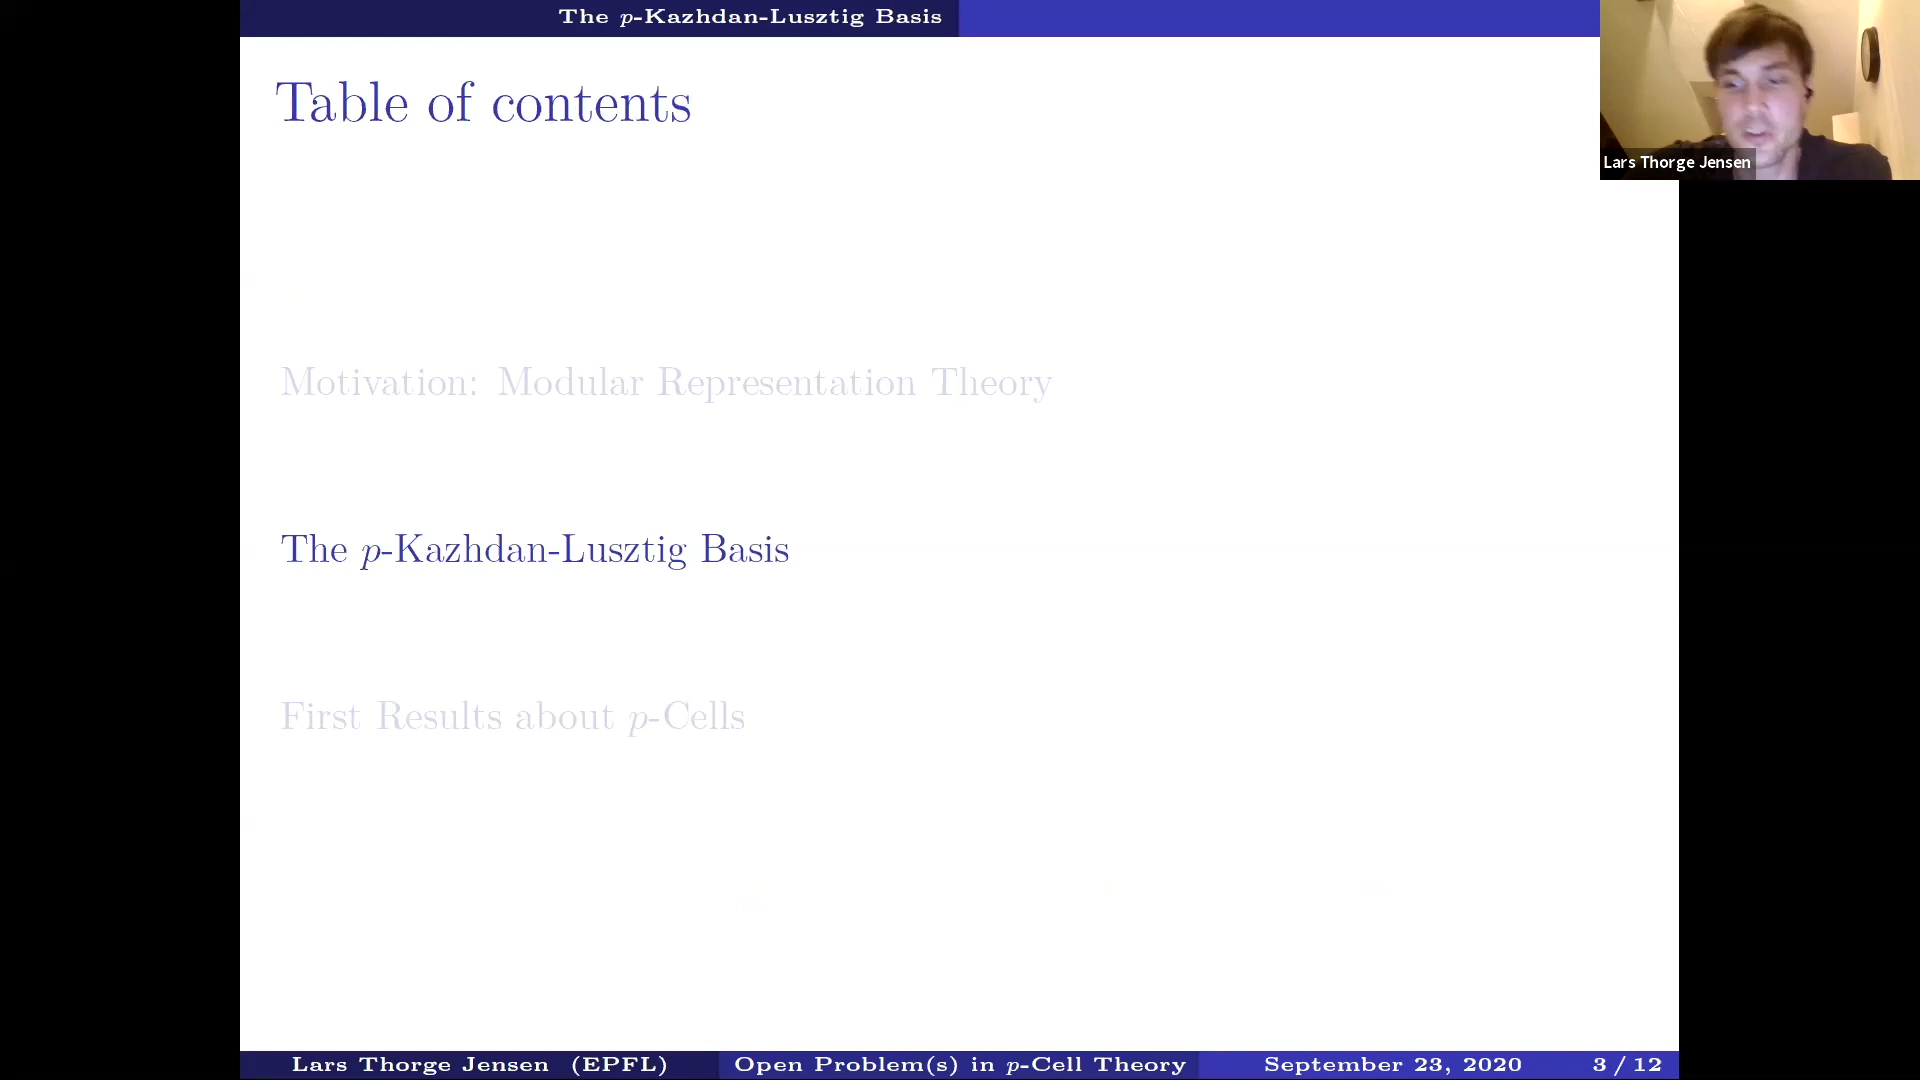 The p-Kazhdan-Lusztig Basis
Table of contents
Lars Thorge Jensen
Motivation: Modular Representation Theory
The p-Kazhdan-Lusztig Basis
First Results about p-Cells
Lars Thorge Jensen (EPFL) Open Problem(s) in p-Cell Theory September 23, 2020 3 / 12